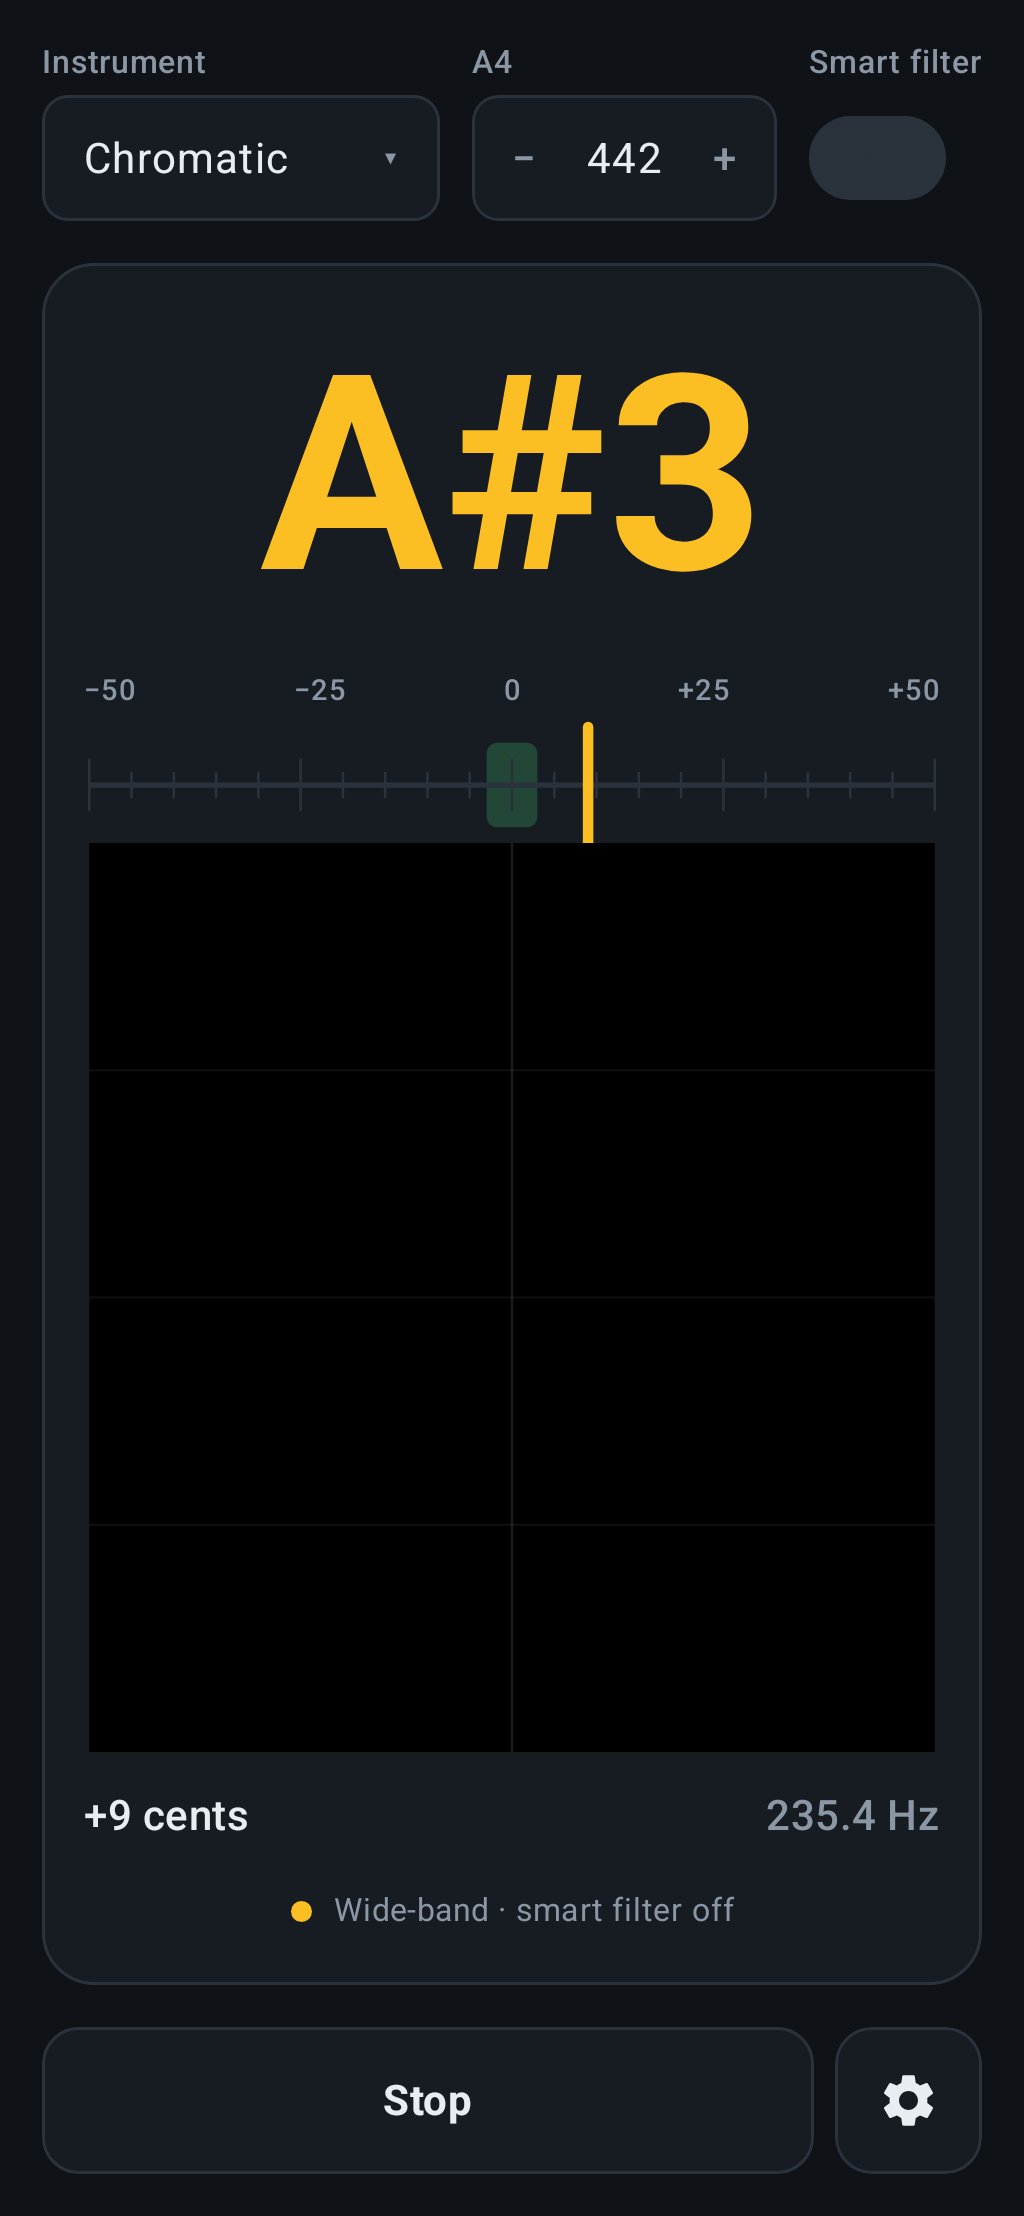 Instrument A4 Smart filter
Chromatic ▾ − 442 +
A#3
−50 −25 0 +25 +50
+9 cents 235.4 Hz
Wide-band · smart filter off
Stop